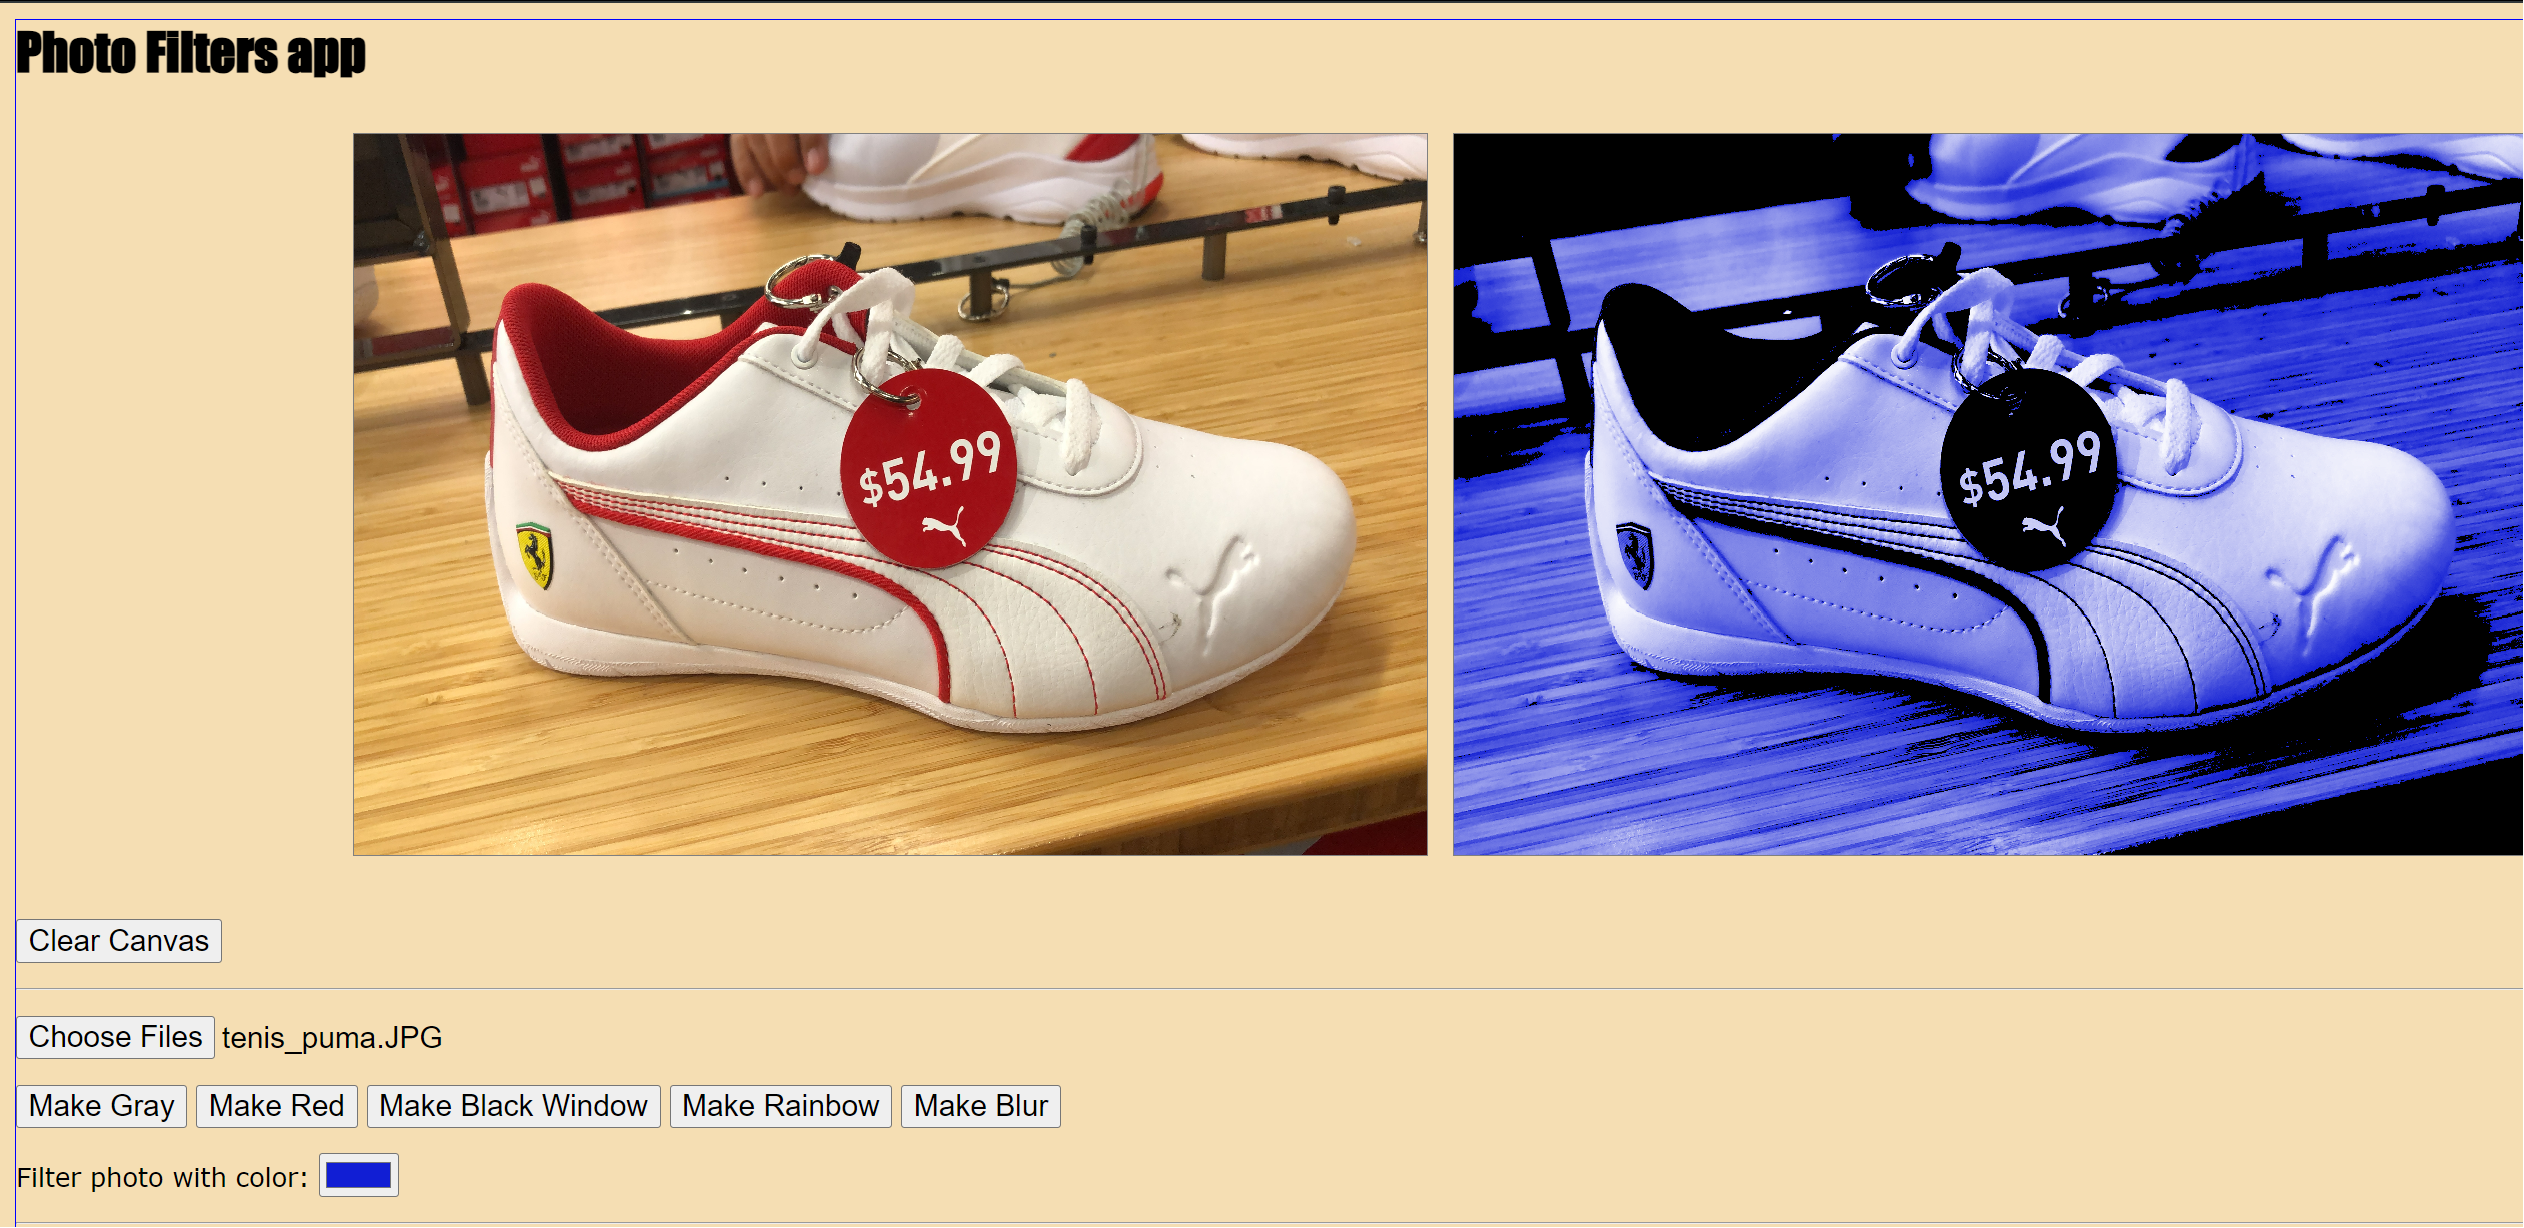 Photo Filters app
$54.99
$54.99
Clear Canvas
Choose Files tenis_puma.JPG
Make Gray Make Red Make Black Window Make Rainbow Make Blur
Filter photo with color: